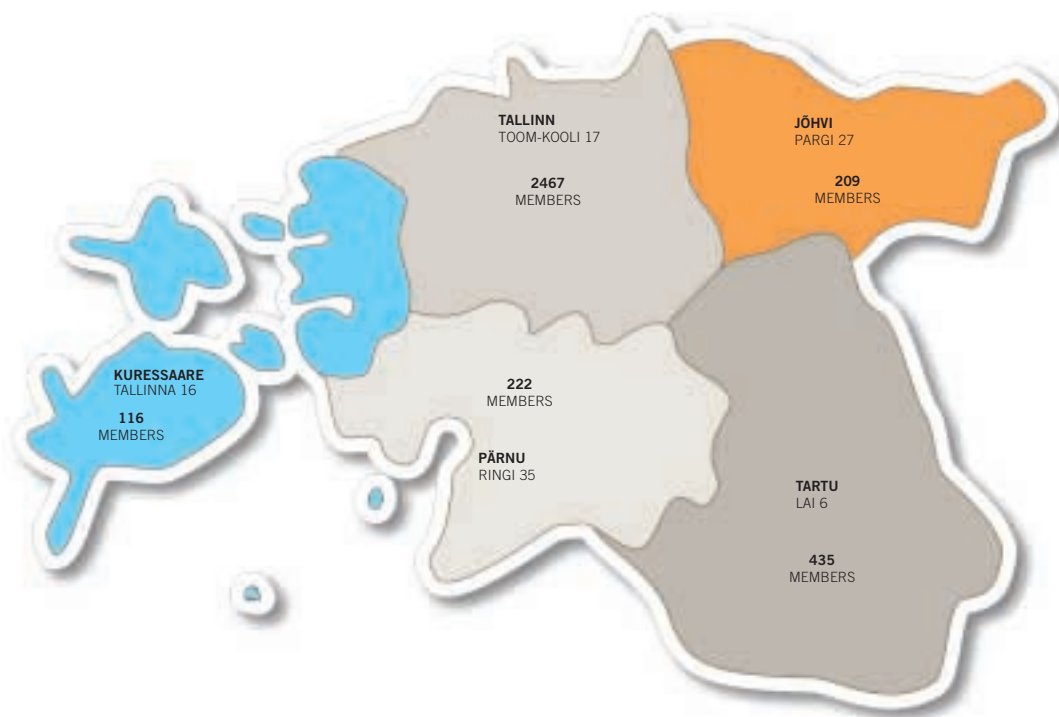 TALLINN
TOOM-KOOLI 17
2467
MEMBERS
JÕHVI
PARGI 27
209
MEMBERS
KURESSAARE
TALLINNA 16
116
MEMBERS
222
MEMBERS
PÄRNU
RINGI 35
TARTU
LAI 6
435
MEMBERS